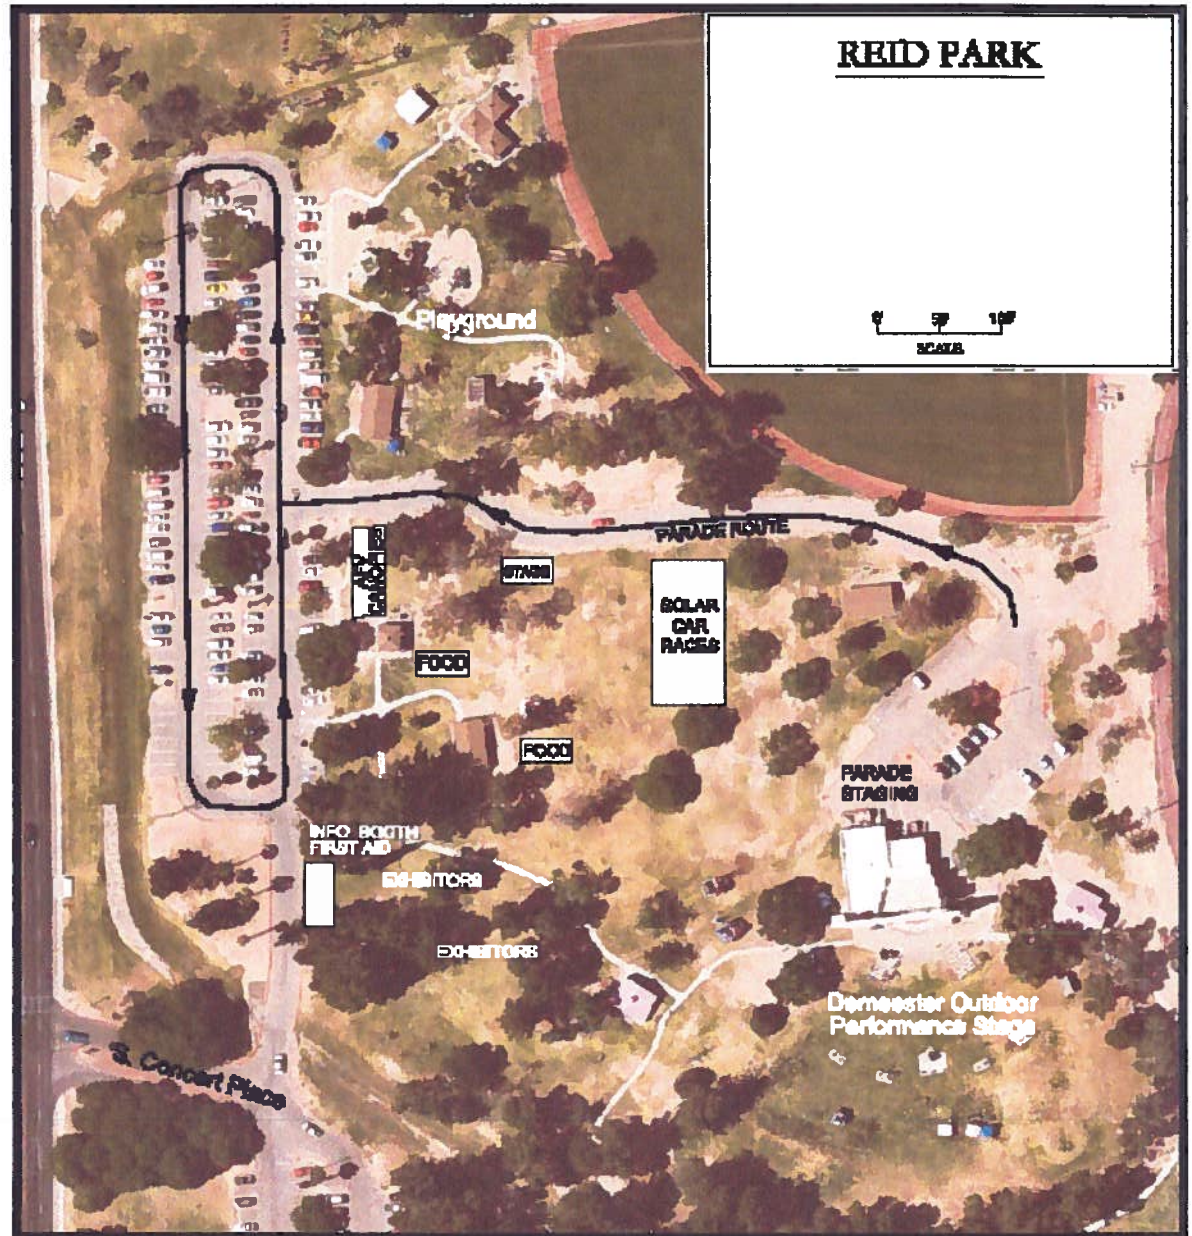 REID PARK
0' 50' 100'
SCALE
Playground
PARADE ROUTE
STAGE
SOLAR
CAR
RACES
FOOD
FOOD
PARADE
STAGING
INFO BOOTH
FIRST AID
EXHIBITORS
EXHIBITORS
Demeester Outdoor
Performance Stage
S. Concert Place